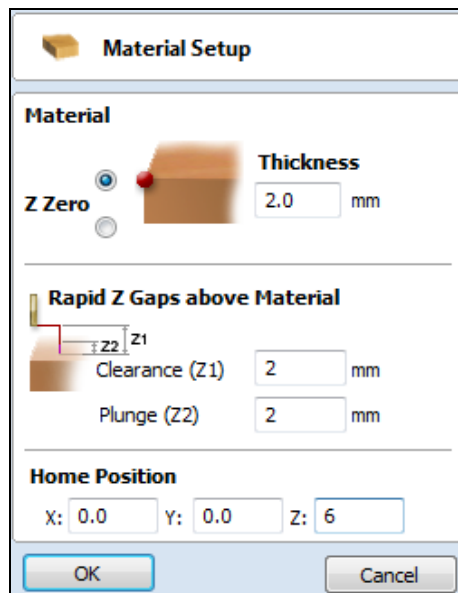 Material Setup
Material
Thickness
Z Zero
2.0 mm
Rapid Z Gaps above Material
Z1
Z2
Clearance (Z1) 2 mm
Plunge (Z2) 2 mm
Home Position
X: 0.0 Y: 0.0 Z: 6
OK Cancel